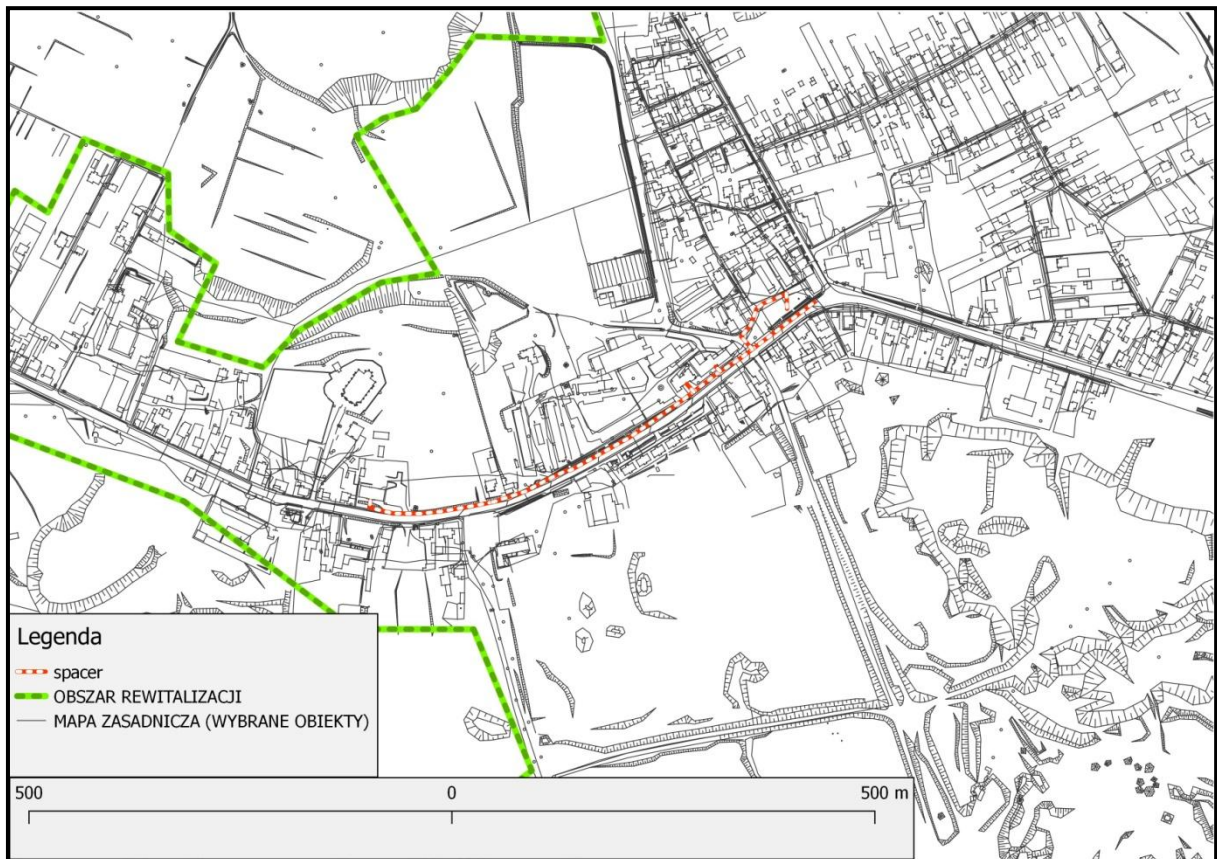 Legenda
spacer
OBSZAR REWITALIZACJI
MAPA ZASADNICZA (WYBRANE OBIEKTY)
500 0 500 m